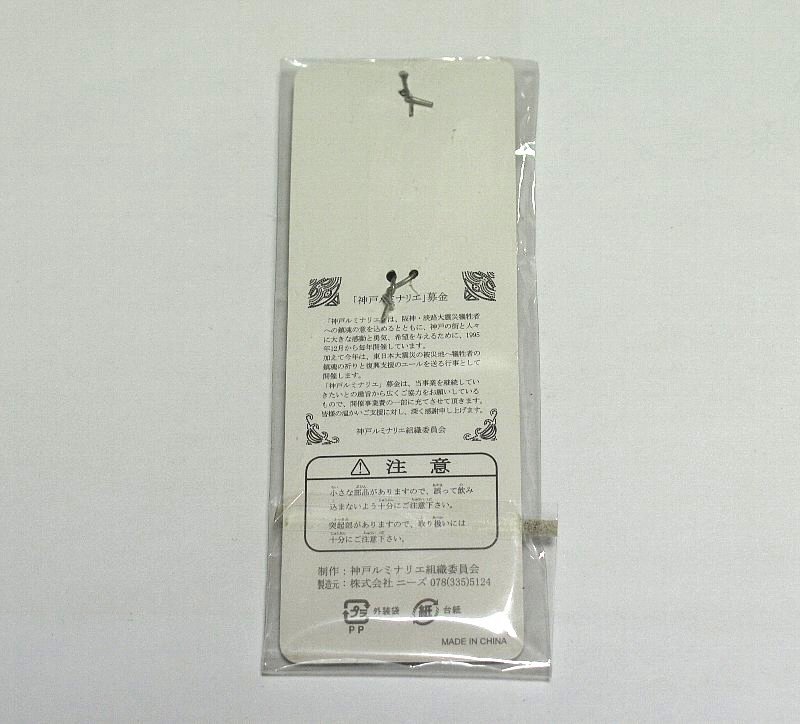 「神戸ルミナリエ」募金
「神戸ルミナリエ」は、阪神・淡路大震災犠牲者
への鎮魂の意を込めるとともに、神戸の街と人々
に大きな感動と勇気、希望を与えるために、1995
年12月から毎年開催しています。
加えて今年は、東日本大震災の被災地へ犠牲者の
鎮魂の祈りと復興支援のエールを送る行事として
開催します。
「神戸ルミナリエ」募金は、当事業を継続してい
きたいとの趣旨から広くご協力をお願いしている
もので、開催事業費の一部に充てさせて頂きます。
皆様の温かいご支援に対し、深く感謝申し上げます。
神戸ルミナリエ組織委員会
注 意
小さな部品がありますので、誤って飲み
込まないよう十分にご注意下さい。
突起部がありますので、取り扱いには
十分にご注意下さい。
制作：神戸ルミナリエ組織委員会
製造元：株式会社 ニーズ 078(335)5124
プラ 外装袋 紙 台紙
PP
MADE IN CHINA